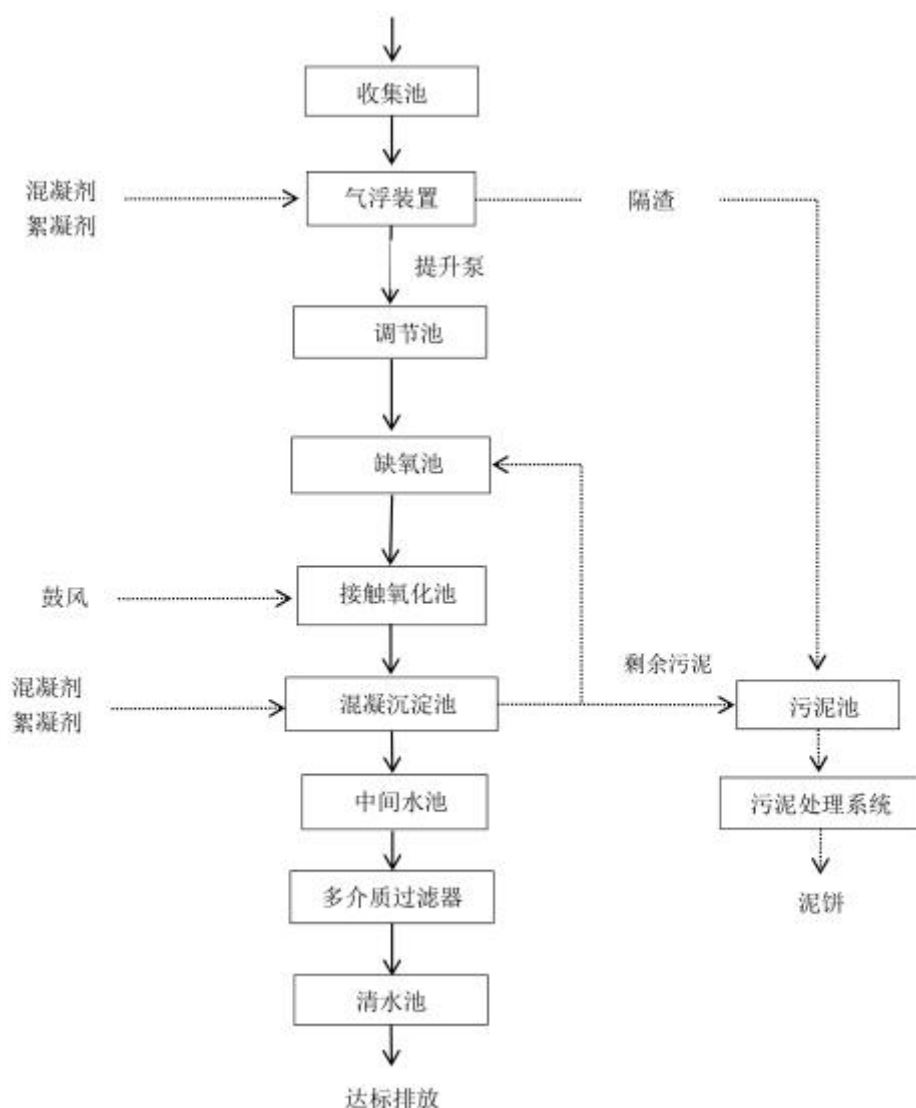 收集池
混凝剂
絮凝剂
气浮装置
隔渣
提升泵
调节池
缺氧池
鼓风
接触氧化池
混凝剂
絮凝剂
混凝沉淀池
剩余污泥
污泥池
中间水池
污泥处理系统
多介质过滤器
泥饼
清水池
达标排放